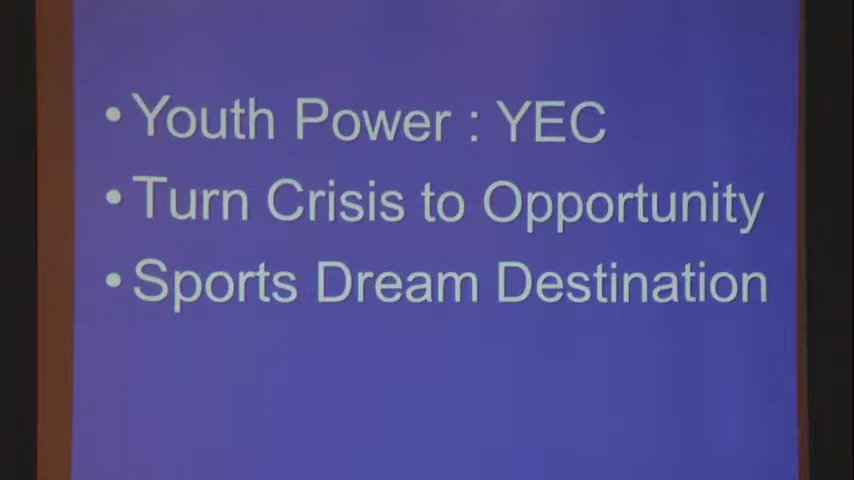 • Youth Power : YEC
• Turn Crisis to Opportunity
• Sports Dream Destination